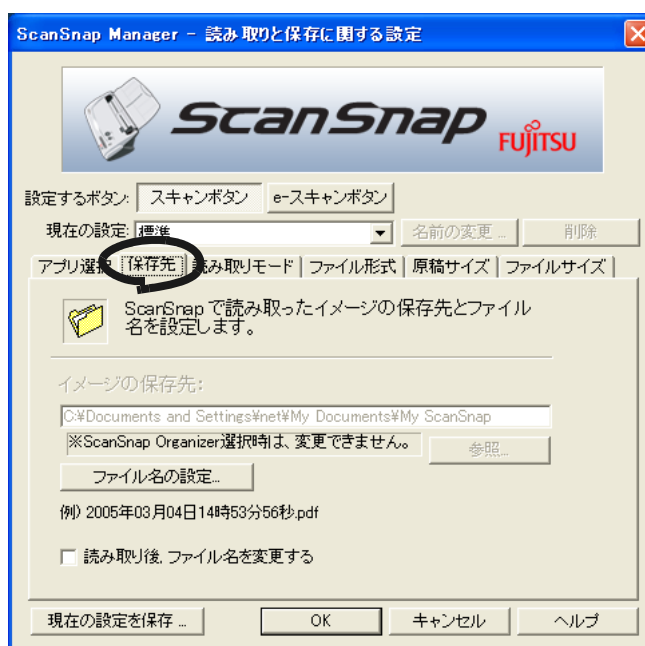 ScanSnap Manager - 読み取りと保存に関する設定
ScanSnap FUJITSU
設定するボタン: スキャンボタン e-スキャンボタン
現在の設定: 標準 名前の変更 ... 削除
アプリ選択 保存先 読み取りモード ファイル形式 原稿サイズ ファイルサイズ
ScanSnap で読み取ったイメージの保存先とファイル
名を設定します。
イメージの保存先:
C:¥Documents and Settings¥net¥My Documents¥My ScanSnap
※ScanSnap Organizer選択時は、変更できません。 参照...
ファイル名の設定...
例) 2005年03月04日14時53分56秒.pdf
読み取り後、ファイル名を変更する
現在の設定を保存 ... OK キャンセル ヘルプ